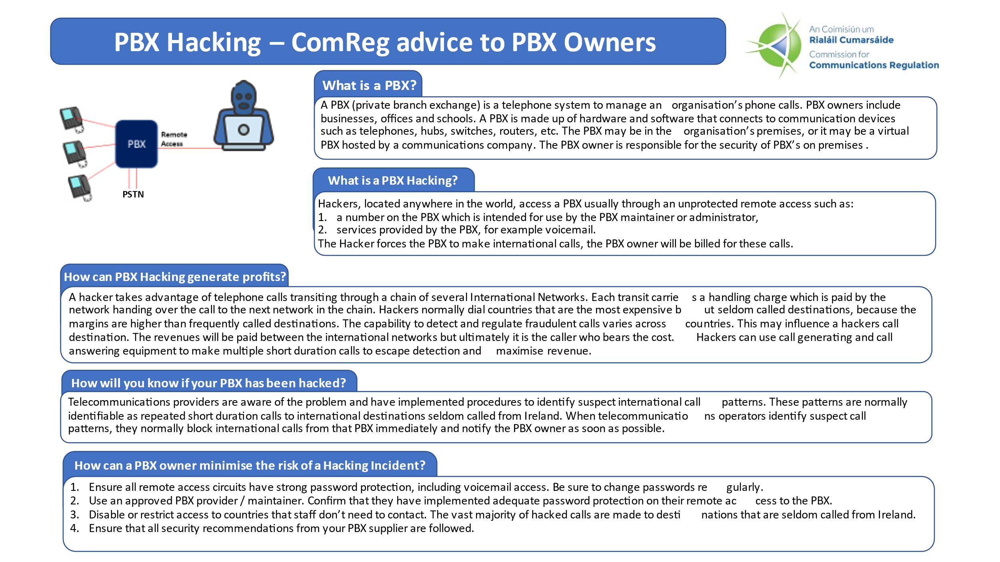 PBX Hacking – ComReg advice to PBX Owners
An Coimisiún um
Rialáil Cumarsáide
Commission for
Communications Regulation
PBX
Remote
Access
PSTN
What is a PBX?
A PBX (private branch exchange) is a telephone system to manage an organisation's phone calls. PBX owners include
businesses, offices and schools. A PBX is made up of hardware and software that connects to communication devices
such as telephones, hubs, switches, routers, etc. The PBX may be in the organisation's premises, or it may be a virtual
PBX hosted by a communications company. The PBX owner is responsible for the security of PBX's on premises .
What is a PBX Hacking?
Hackers, located anywhere in the world, access a PBX usually through an unprotected remote access such as:
1. a number on the PBX which is intended for use by the PBX maintainer or administrator,
2. services provided by the PBX, for example voicemail.
The Hacker forces the PBX to make international calls, the PBX owner will be billed for these calls.
How can PBX Hacking generate profits?
A hacker takes advantage of telephone calls transiting through a chain of several International Networks. Each transit carrie s a handling charge which is paid by the
network handing over the call to the next network in the chain. Hackers normally dial countries that are the most expensive b ut seldom called destinations, because the
margins are higher than frequently called destinations. The capability to detect and regulate fraudulent calls varies across countries. This may influence a hackers call
destination. The revenues will be paid between the international networks but ultimately it is the caller who bears the cost. Hackers can use call generating and call
answering equipment to make multiple short duration calls to escape detection and maximise revenue.
How will you know if your PBX has been hacked?
Telecommunications providers are aware of the problem and have implemented procedures to identify suspect international call patterns. These patterns are normally
identifiable as repeated short duration calls to international destinations seldom called from Ireland. When telecommunicatio ns operators identify suspect call
patterns, they normally block international calls from that PBX immediately and notify the PBX owner as soon as possible.
How can a PBX owner minimise the risk of a Hacking Incident?
1. Ensure all remote access circuits have strong password protection, including voicemail access. Be sure to change passwords re gularly.
2. Use an approved PBX provider / maintainer. Confirm that they have implemented adequate password protection on their remote ac cess to the PBX.
3. Disable or restrict access to countries that staff don't need to contact. The vast majority of hacked calls are made to desti nations that are seldom called from Ireland.
4. Ensure that all security recommendations from your PBX supplier are followed.